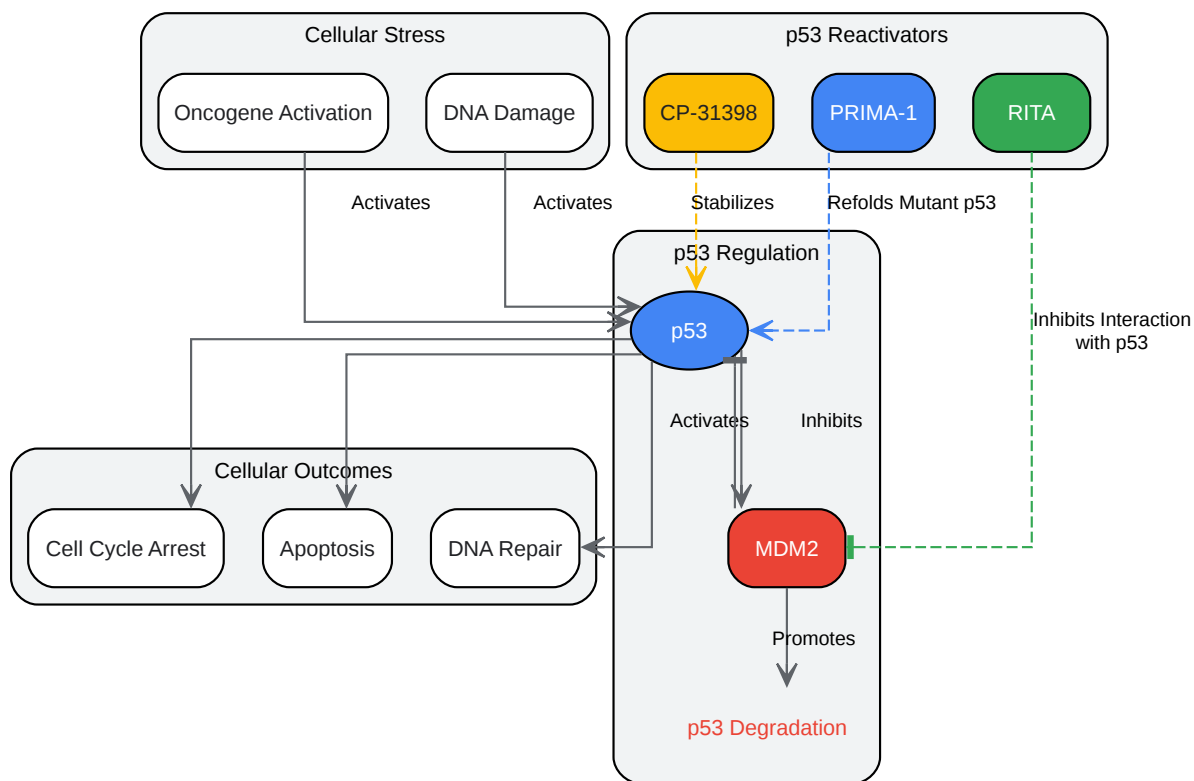 Cellular Stress
p53 Reactivators
Oncogene Activation
DNA Damage
CP-31398
PRIMA-1
RITA
Activates
Activates
Stabilizes
Refolds Mutant p53
p53 Regulation
p53
Inhibits Interaction
with p53
Activates
Inhibits
Cellular Outcomes
Cell Cycle Arrest
Apoptosis
DNA Repair
MDM2
Promotes
p53 Degradation